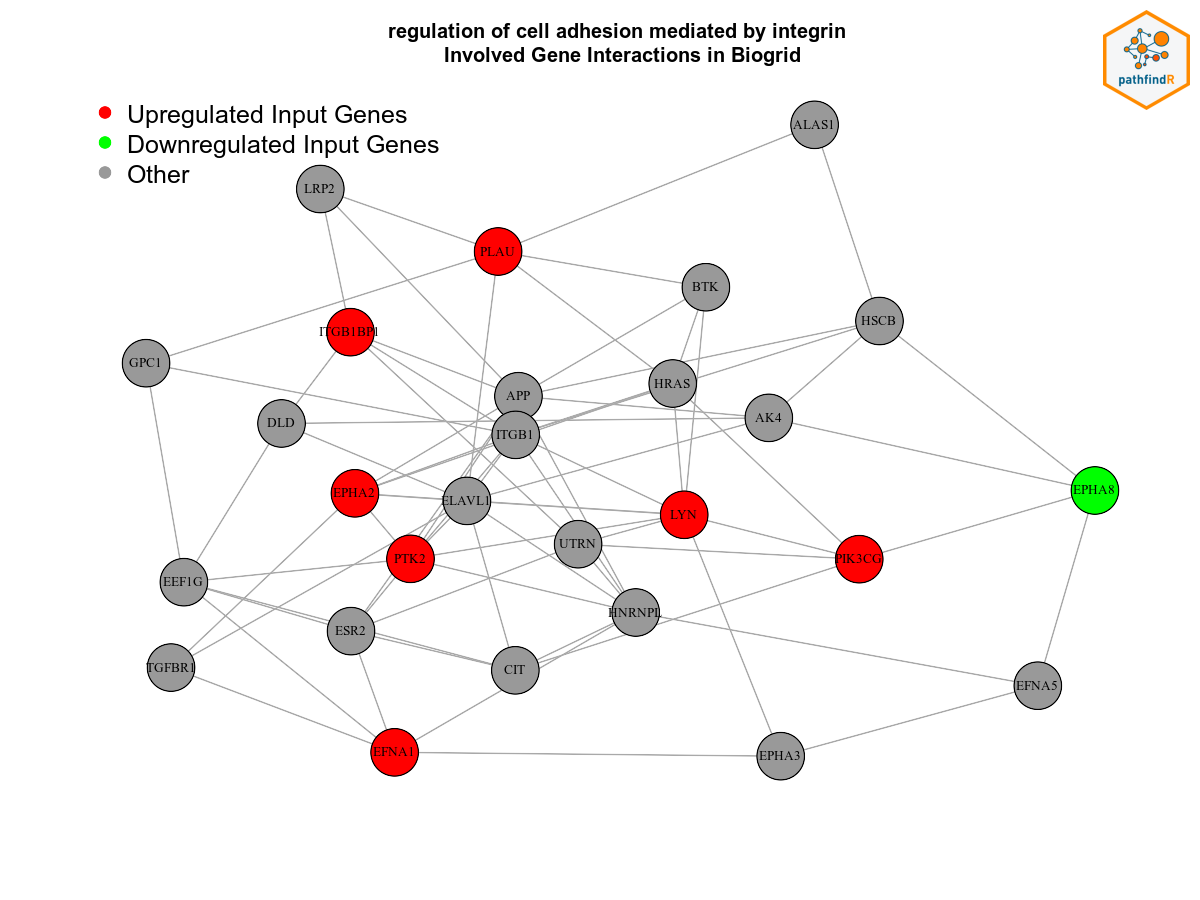 regulation of cell adhesion mediated by integrin
Involved Gene Interactions in Biogrid
pathfindR
Upregulated Input Genes
Downregulated Input Genes
Other
ALAS1
LRP2
PLAU
BTK
HSCB
ITGB1BP1
GPC1
HRAS
APP
AK4
DLD
ITGB1
EPHA8
EPHA2
ELAVL1
LYN
UTRN
PTK2
PIK3CG
EEF1G
HNRNPL
ESR2
TGFBR1
CIT
EFNA5
EFNA1
EPHA3